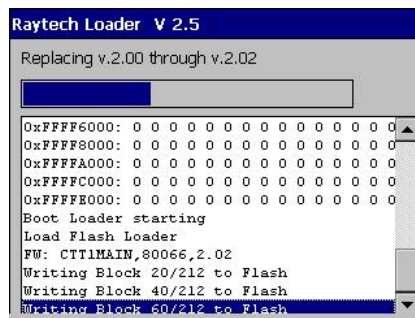 Raytech Loader V 2.5
Replacing v.2.00 through v.2.02
0xFFFF6000: 0 0 0 0 0 0 0 0 0 0 0 0 0 0 0 0
0xFFFF8000: 0 0 0 0 0 0 0 0 0 0 0 0 0 0 0 0
0xFFFFA000: 0 0 0 0 0 0 0 0 0 0 0 0 0 0 0 0
0xFFFFC000: 0 0 0 0 0 0 0 0 0 0 0 0 0 0 0 0
0xFFFFE000: 0 0 0 0 0 0 0 0 0 0 0 0 0 0 0 0
Boot Loader starting
Load Flash Loader
FW: CTT1MAIN,80066,2.02
Writing Block 20/212 to Flash
Writing Block 40/212 to Flash
Writing Block 60/212 to Flash